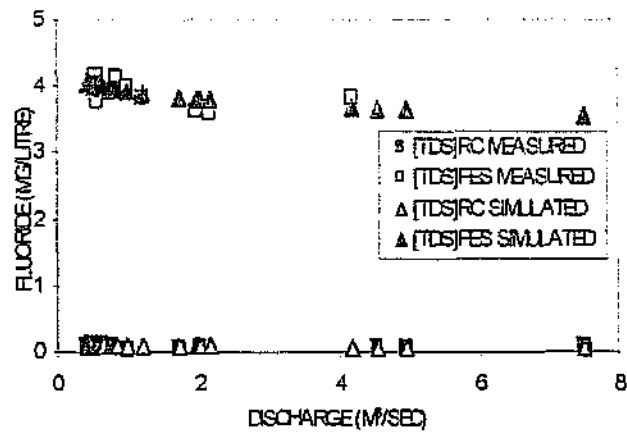 5
4
3
2
1
0
FLUORIDE (MG/LITRE)
[TDS]RC MEASURED
[TDS]FES MEASURED
[TDS]RC SIMULATED
[TDS]FES SIMULATED
0 2 4 6 8
DISCHARGE (M³/SEC)